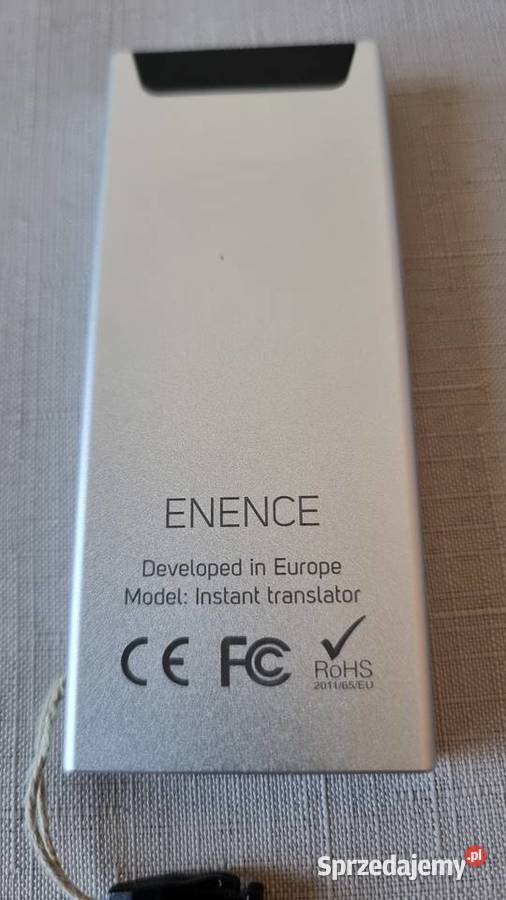 ENENCE
Developed in Europe
Model: Instant translator
CE FC RoHS
2011/65/EU
Sprzedajemy.pl